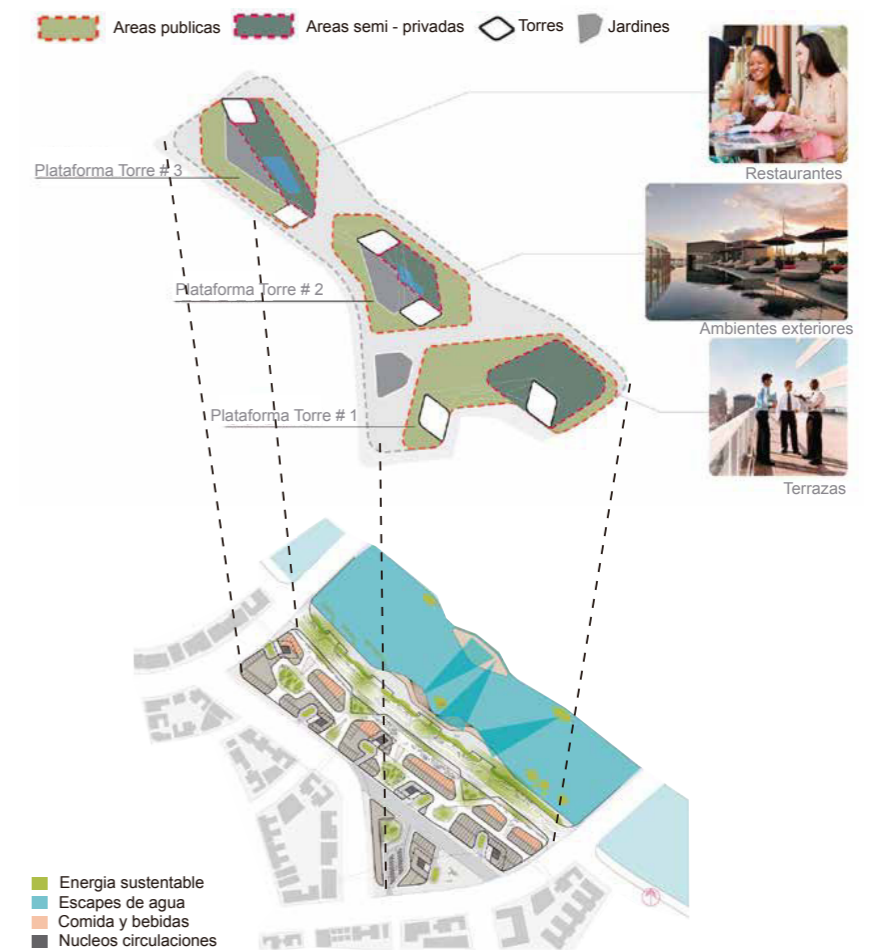 Areas publicas
Areas semi - privadas
Torres
Jardines
Restaurantes
Plataforma Torre # 3
Plataforma Torre # 2
Ambientes exteriores
Plataforma Torre # 1
Terrazas
Energia sustentable
Escapes de agua
Comida y bebidas
Nucleos circulaciones